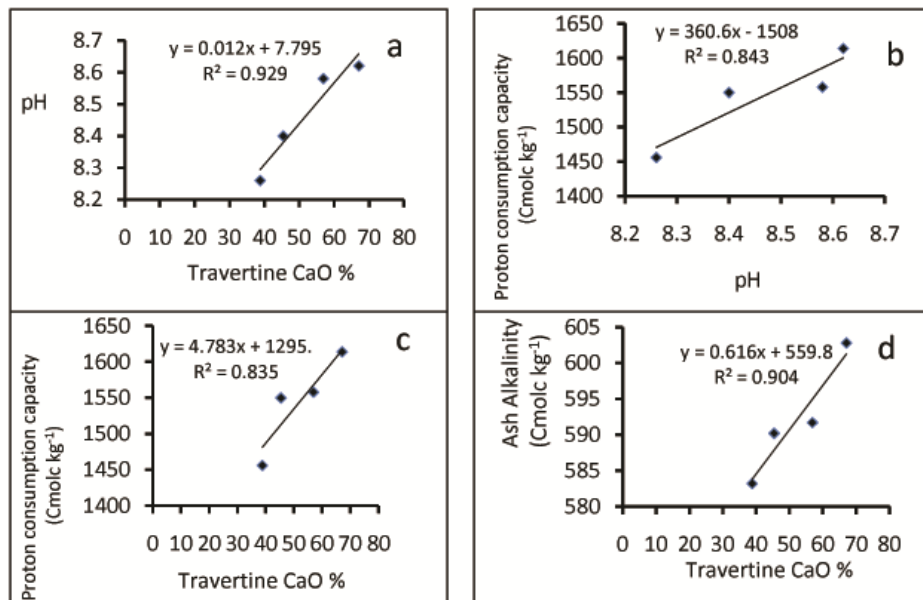 a
y = 0.012x + 7.795
R² = 0.929
pH
8.7
8.6
8.5
8.4
8.3
8.2
0 10 20 30 40 50 60 70 80
Travertine CaO %
b
y = 360.6x - 1508
R² = 0.843
Proton consumption capacity
(Cmolc kg⁻¹)
1650
1600
1550
1500
1450
1400
8.2 8.3 8.4 8.5 8.6 8.7
pH
c
y = 4.783x + 1295.
R² = 0.835
Proton consumption capacity
(Cmolc kg⁻¹)
1650
1600
1550
1500
1450
1400
0 10 20 30 40 50 60 70 80
Travertine CaO %
d
y = 0.616x + 559.8
R² = 0.904
Ash Alkalinity
(Cmolc kg⁻¹)
605
600
595
590
585
580
0 10 20 30 40 50 60 70 80
Travertine CaO %